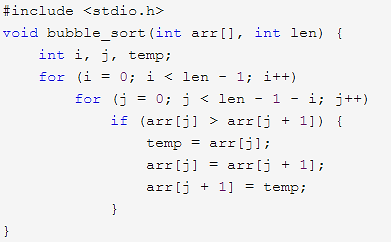 #include <stdio.h>
void bubble_sort(int arr[], int len) {
    int i, j, temp;
    for (i = 0; i < len - 1; i++)
        for (j = 0; j < len - 1 - i; j++)
            if (arr[j] > arr[j + 1]) {
                temp = arr[j];
                arr[j] = arr[j + 1];
                arr[j + 1] = temp;
            }
}